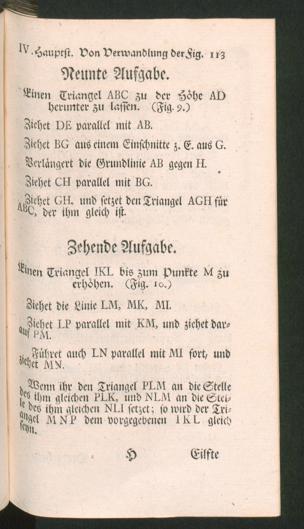 IV. Hauptst. Von Verwandlung der Fig. 113
Neunte Aufgabe.
Einen Triangel ABC zu der Höhe AD
herunter zu lassen. (Fig. 9.)
Ziehet DE parallel mit AB.
Ziehet BG aus einem Einschnitte z. E. aus G.
Verlängert die Grundlinie AB gegen H.
Ziehet CH parallel mit BG.
Ziehet GH. und setzet den Triangel AGH für
ABC, der ihm gleich ist.
Zehende Aufgabe.
Einen Triangel IKL bis zum Punkte M zu
erhöhen. (Fig. 10.)
Ziehet die Linie LM, MK, MI.
Ziehet LP parallel mit KM, und ziehet dar-
auf PM.
Führet auch LN parallel mit MI fort, und
ziehet MN.
Wenn ihr den Triangel PLM an die Stelle
des ihm gleichen PLK, und NLM an die Stel-
le des ihm gleichen NLI setzet; so wird der Tri-
angel MNP dem vorgegebenen IKL gleich
seyn.
H Eilfte